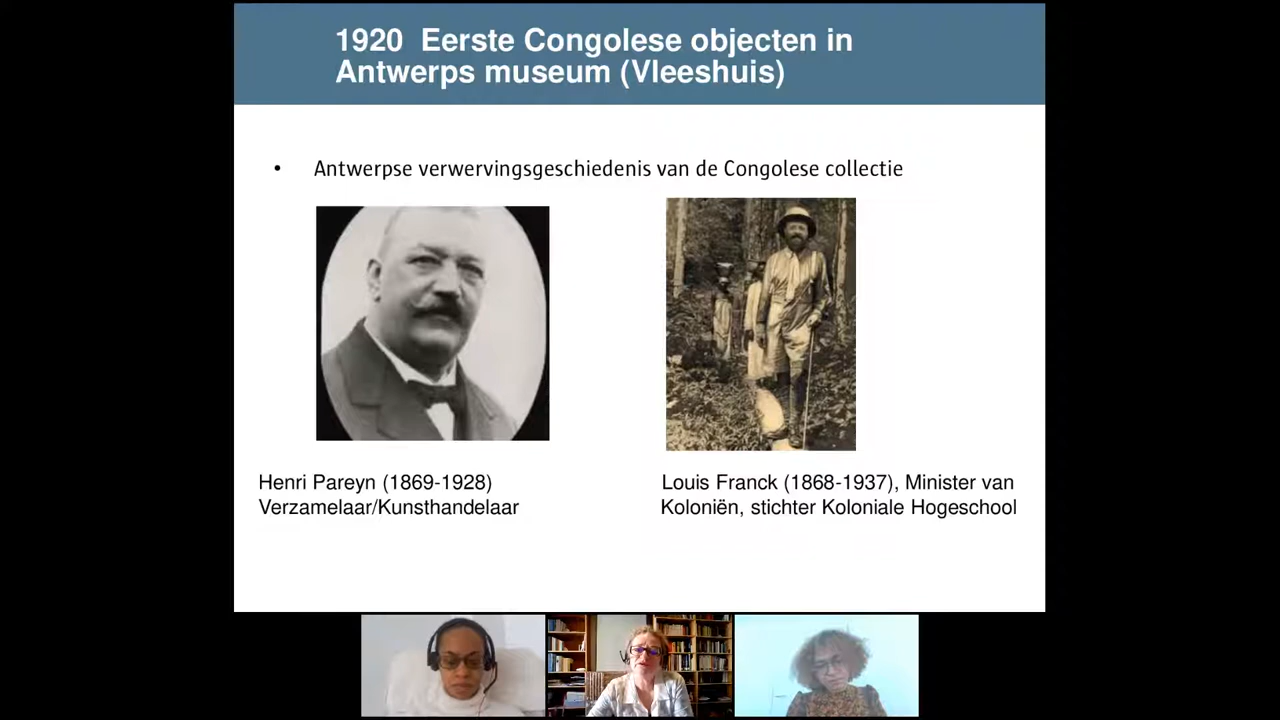 1920 Eerste Congolese objecten in
Antwerps museum (Vleeshuis)
• Antwerpse verwervingsgeschiedenis van de Congolese collectie
Henri Pareyn (1869-1928)
Verzamelaar/Kunsthandelaar
Louis Franck (1868-1937), Minister van
Koloniën, stichter Koloniale Hogeschool